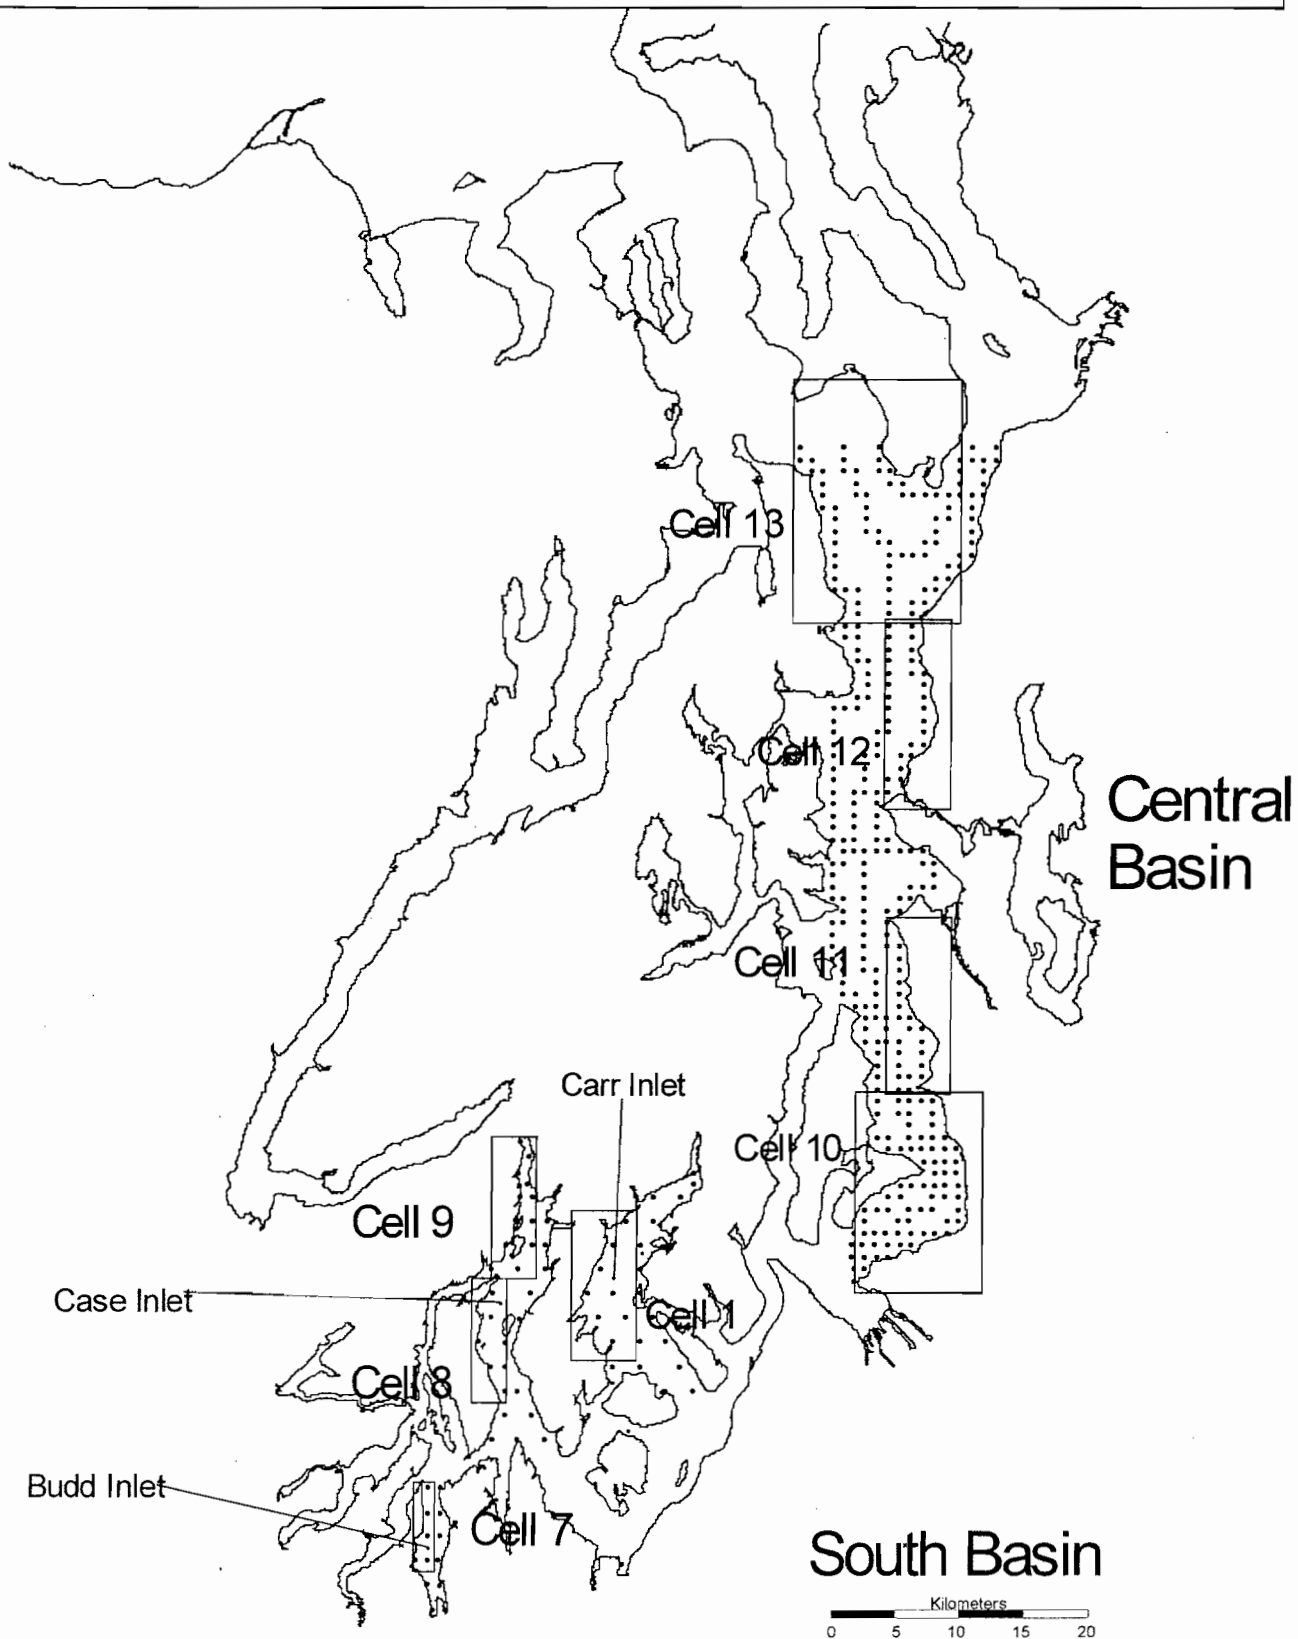 Cell 13
Cell 12
Central
Basin
Cell 11
Carr Inlet
Cell 10
Cell 9
Case Inlet
Cell 1
Cell 8
Budd Inlet
Cell 7
South Basin
Kilometers
0 5 10 15 20